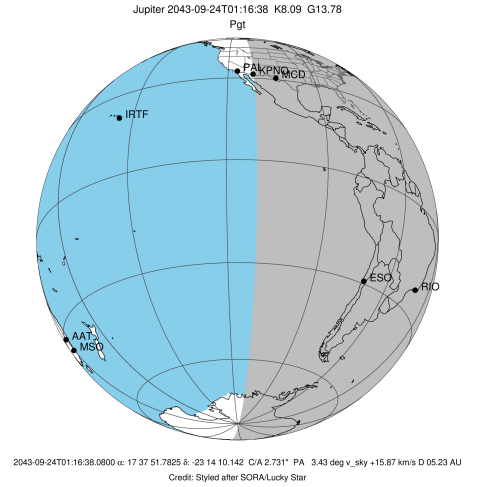 Jupiter 2043-09-24T01:16:38 K8.09 G13.78
Pgt
PAL
KPNO
MCD
IRTF
ESO
RIO
AAT
MSO
2043-09-24T01:16:38.0800 α: 17 37 51.7825 δ: -23 14 10.142 C/A 2.731" PA 3.43 deg v_sky +15.87 km/s D 05.23 AU
Credit: Styled after SORA/Lucky Star